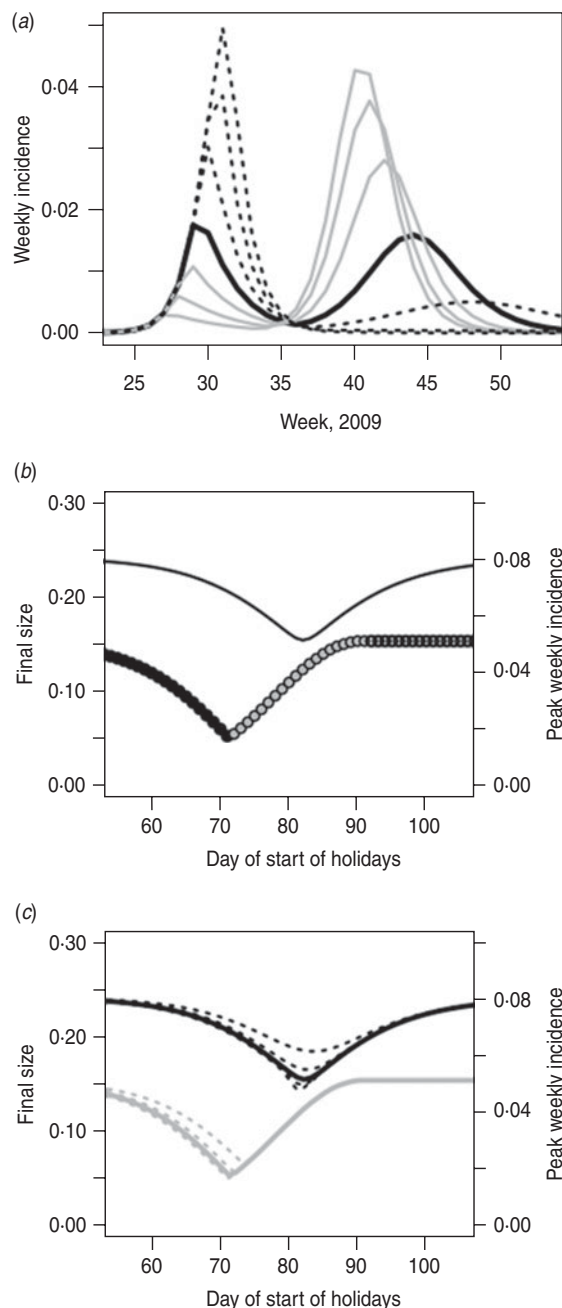 (a)
Weekly incidence
0·04
0·02
0·00
25 30 35 40 45 50
Week, 2009
(b)
Final size
0·30
0·20
0·10
0·00
Peak weekly incidence
0·08
0·04
0·00
60 70 80 90 100
Day of start of holidays
(c)
Final size
0·30
0·20
0·10
0·00
Peak weekly incidence
0·08
0·04
0·00
60 70 80 90 100
Day of start of holidays